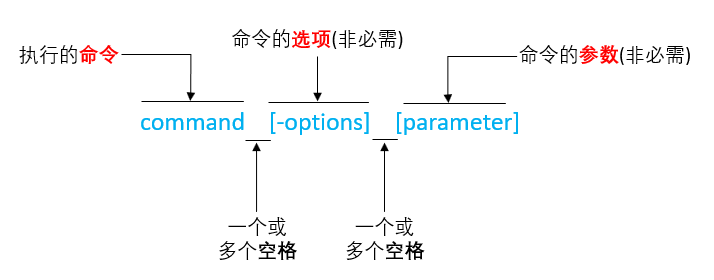 执行的命令
命令的选项(非必需)
命令的参数(非必需)
command [-options] [parameter]
一个或
多个空格
一个或
多个空格